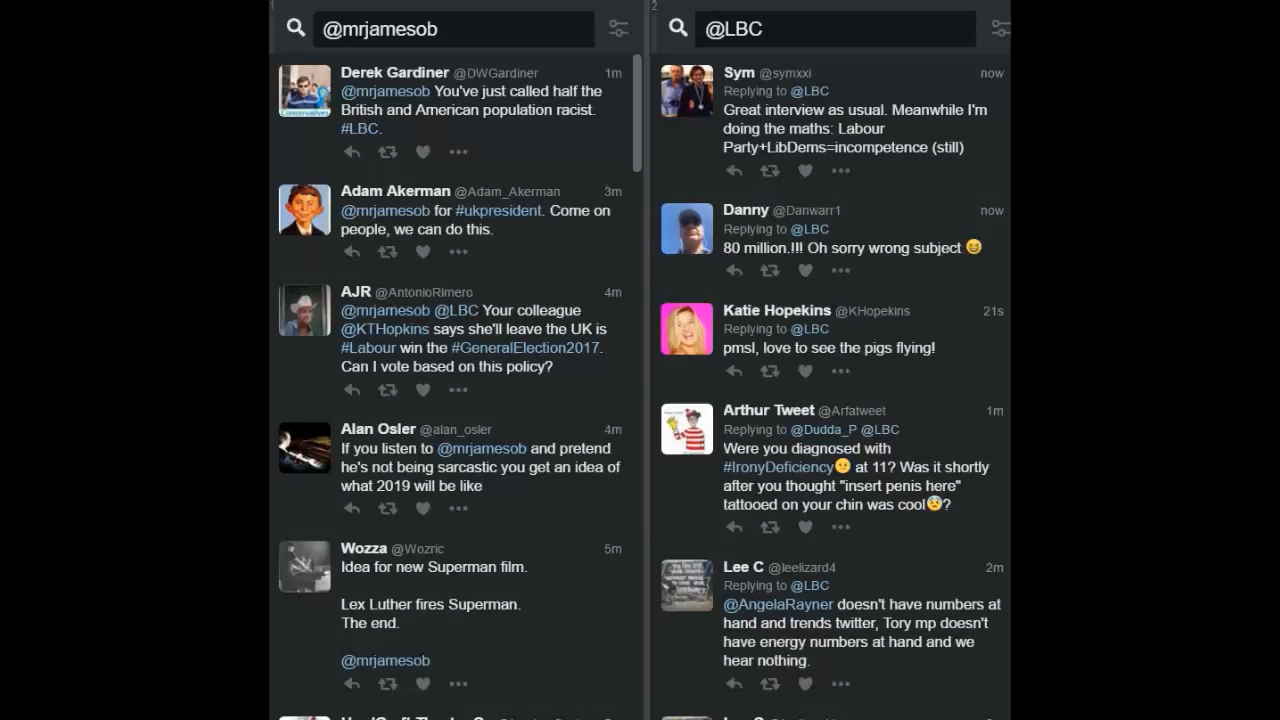 1
@mrjamesob
Derek Gardiner @DWGardiner 1m
@mrjamesob You've just called half the
British and American population racist.
#LBC.
Adam Akerman @Adam_Akerman 3m
@mrjamesob for #ukpresident. Come on
people, we can do this.
AJR @AntonioRimero 4m
@mrjamesob @LBC Your colleague
@KTHopkins says she'll leave the UK is
#Labour win the #GeneralElection2017.
Can I vote based on this policy?
Alan Osler @alan_osler 4m
If you listen to @mrjamesob and pretend
he's not being sarcastic you get an idea of
what 2019 will be like
Wozza @Wozric 5m
Idea for new Superman film.
Lex Luther fires Superman.
The end.
@mrjamesob
2
@LBC
Sym @symxxi now
Replying to @LBC
Great interview as usual. Meanwhile I'm
doing the maths: Labour
Party+LibDems=incompetence (still)
Danny @Danwarr1 now
Replying to @LBC
80 million.!!! Oh sorry wrong subject 😆
Katie Hopekins @KHopekins 21s
Replying to @LBC
pmsl, love to see the pigs flying!
Arthur Tweet @Arfatweet 1m
Replying to @Dudda_P @LBC
Were you diagnosed with
#IronyDeficiency🤨 at 11? Was it shortly
after you thought "insert penis here"
tattooed on your chin was cool😰?
Lee C @leelizard4 2m
Replying to @LBC
@AngelaRayner doesn't have numbers at
hand and trends twitter, Tory mp doesn't
have energy numbers at hand and we
hear nothing.